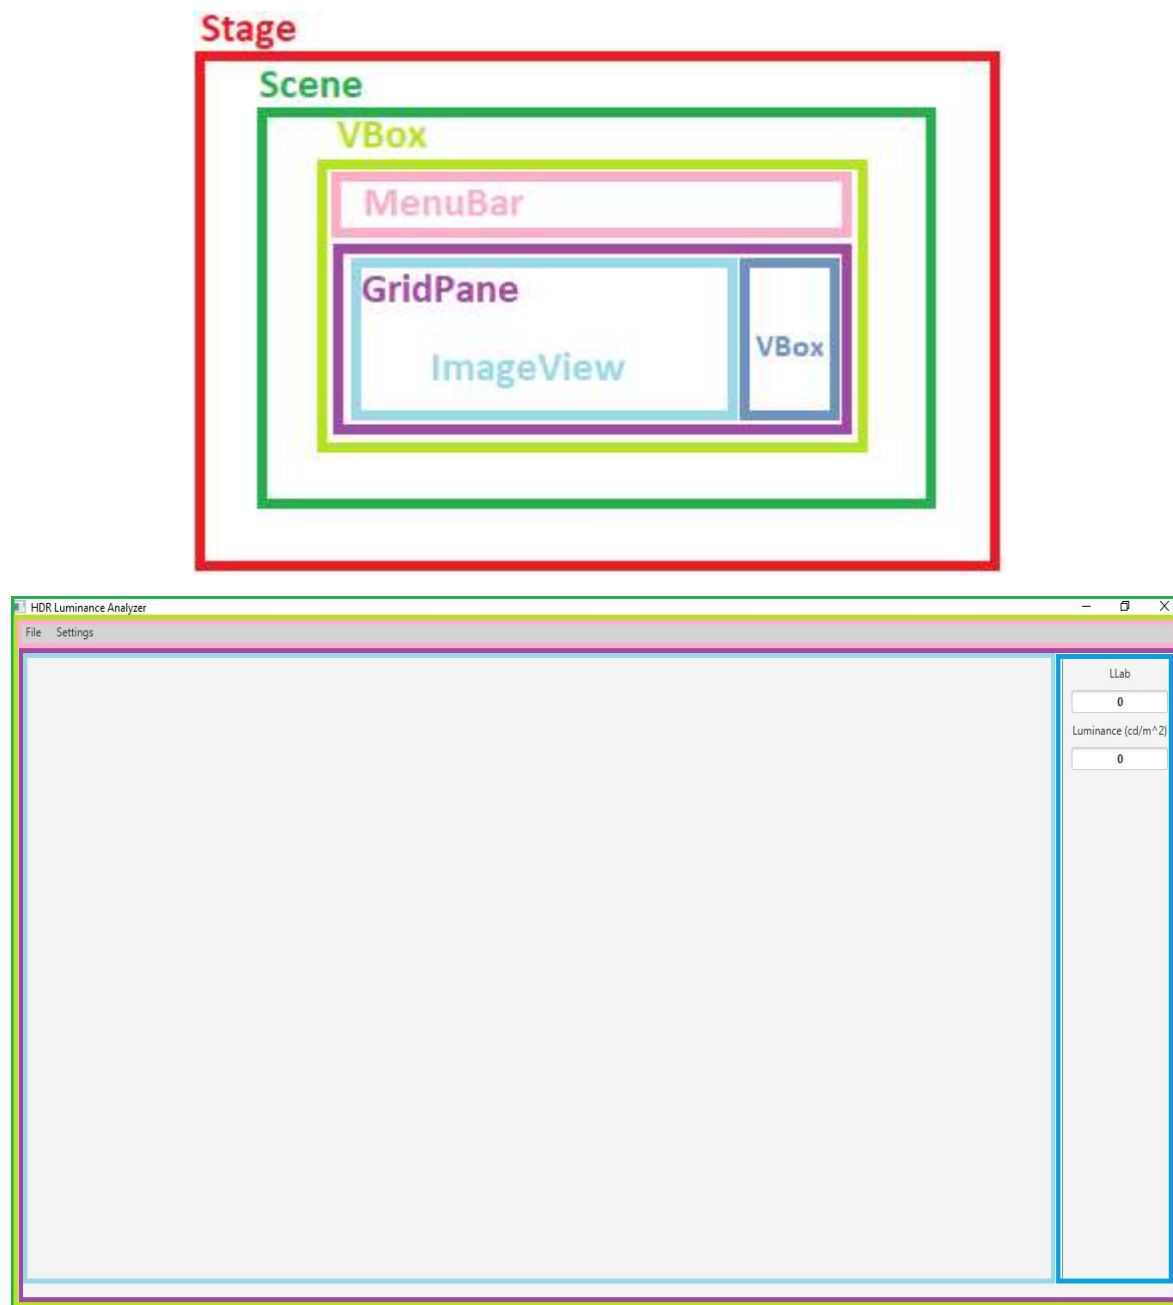 Stage
Scene
VBox
MenuBar
GridPane
VBox
ImageView
HDR Luminance Analyzer
File Settings
LLab
0
Luminance (cd/m^2)
0